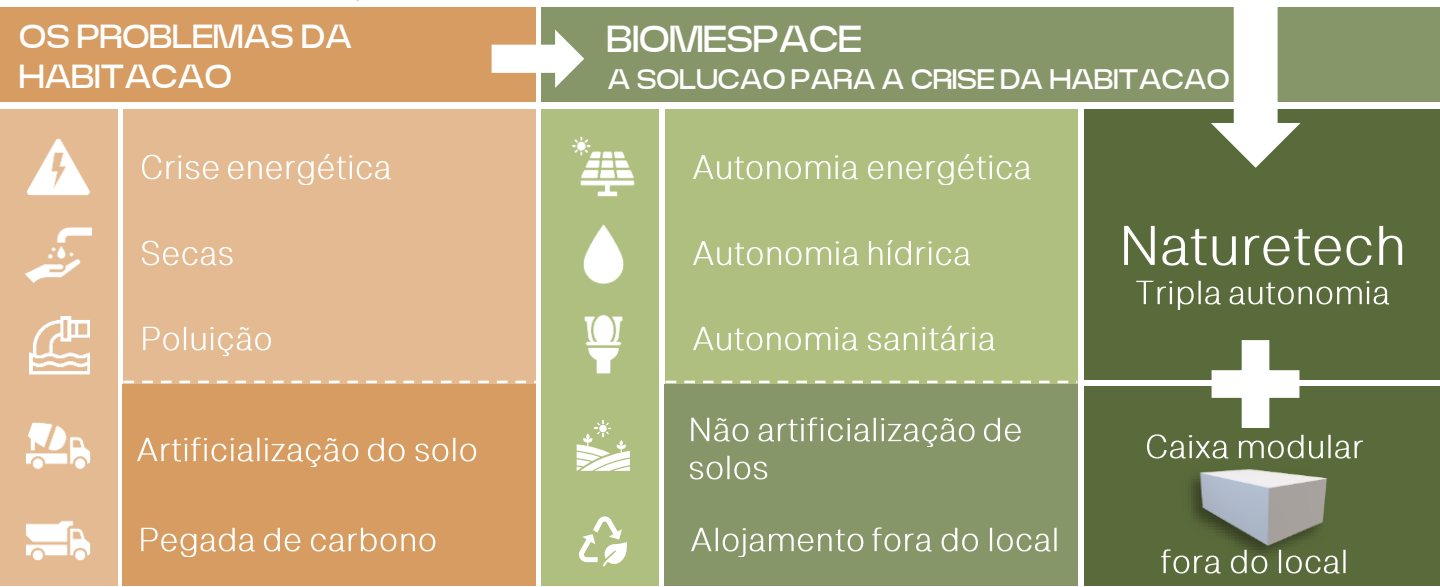 OS PROBLEMAS DA
HABITACAO
BIOMESPACE
A SOLUCAO PARA A CRISE DA HABITACAO
Crise energética
Secas
Poluição
Artificialização do solo
Pegada de carbono
Autonomia energética
Autonomia hídrica
Autonomia sanitária
Não artificialização de
solos
Alojamento fora do local
Naturetech
Tripla autonomia
Caixa modular
fora do local